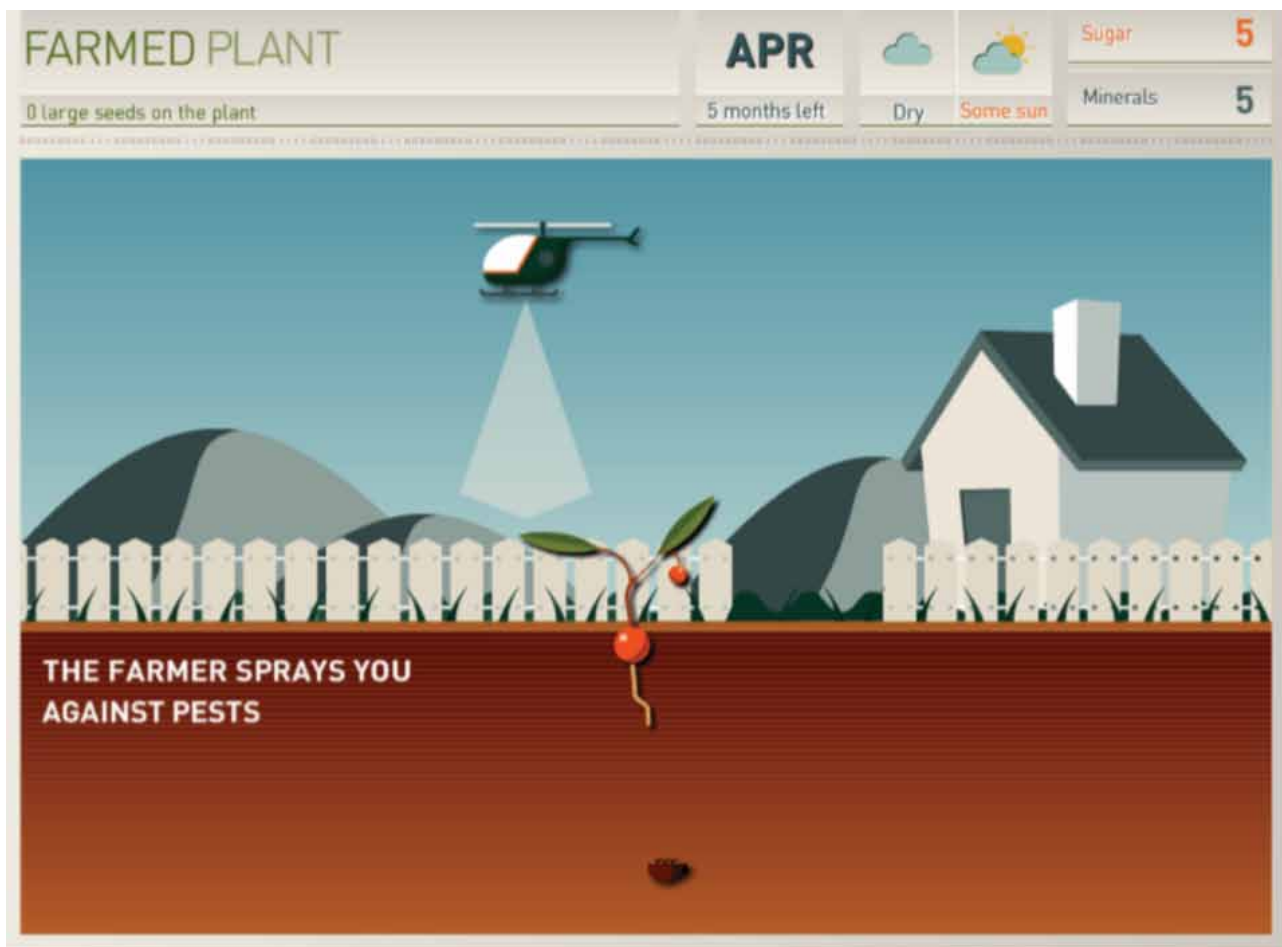 FARMED PLANT
0 large seeds on the plant
APR
5 months left
Dry
Some sun
Sugar 5
Minerals 5
THE FARMER SPRAYS YOU
AGAINST PESTS